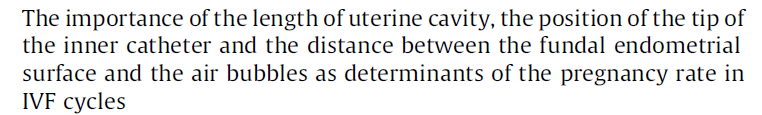 The importance of the length of uterine cavity, the position of the tip of
the inner catheter and the distance between the fundal endometrial
surface and the air bubbles as determinants of the pregnancy rate in
IVF cycles